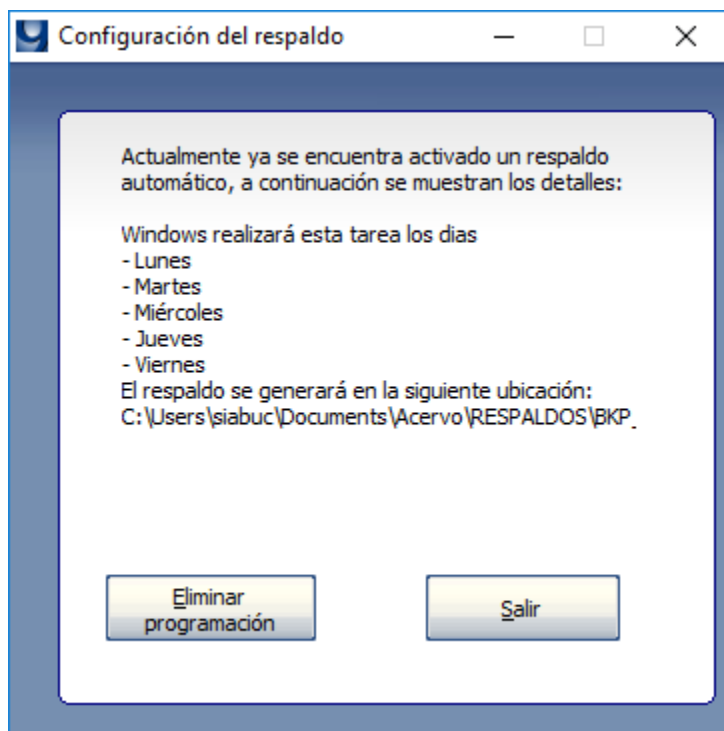 Configuración del respaldo
Actualmente ya se encuentra activado un respaldo
automático, a continuación se muestran los detalles:
Windows realizará esta tarea los dias
- Lunes
- Martes
- Miércoles
- Jueves
- Viernes
El respaldo se generará en la siguiente ubicación:
C:\Users\siabuc\Documents\Acervo\RESPALDOS\BKP_
Eliminar
programación
Salir